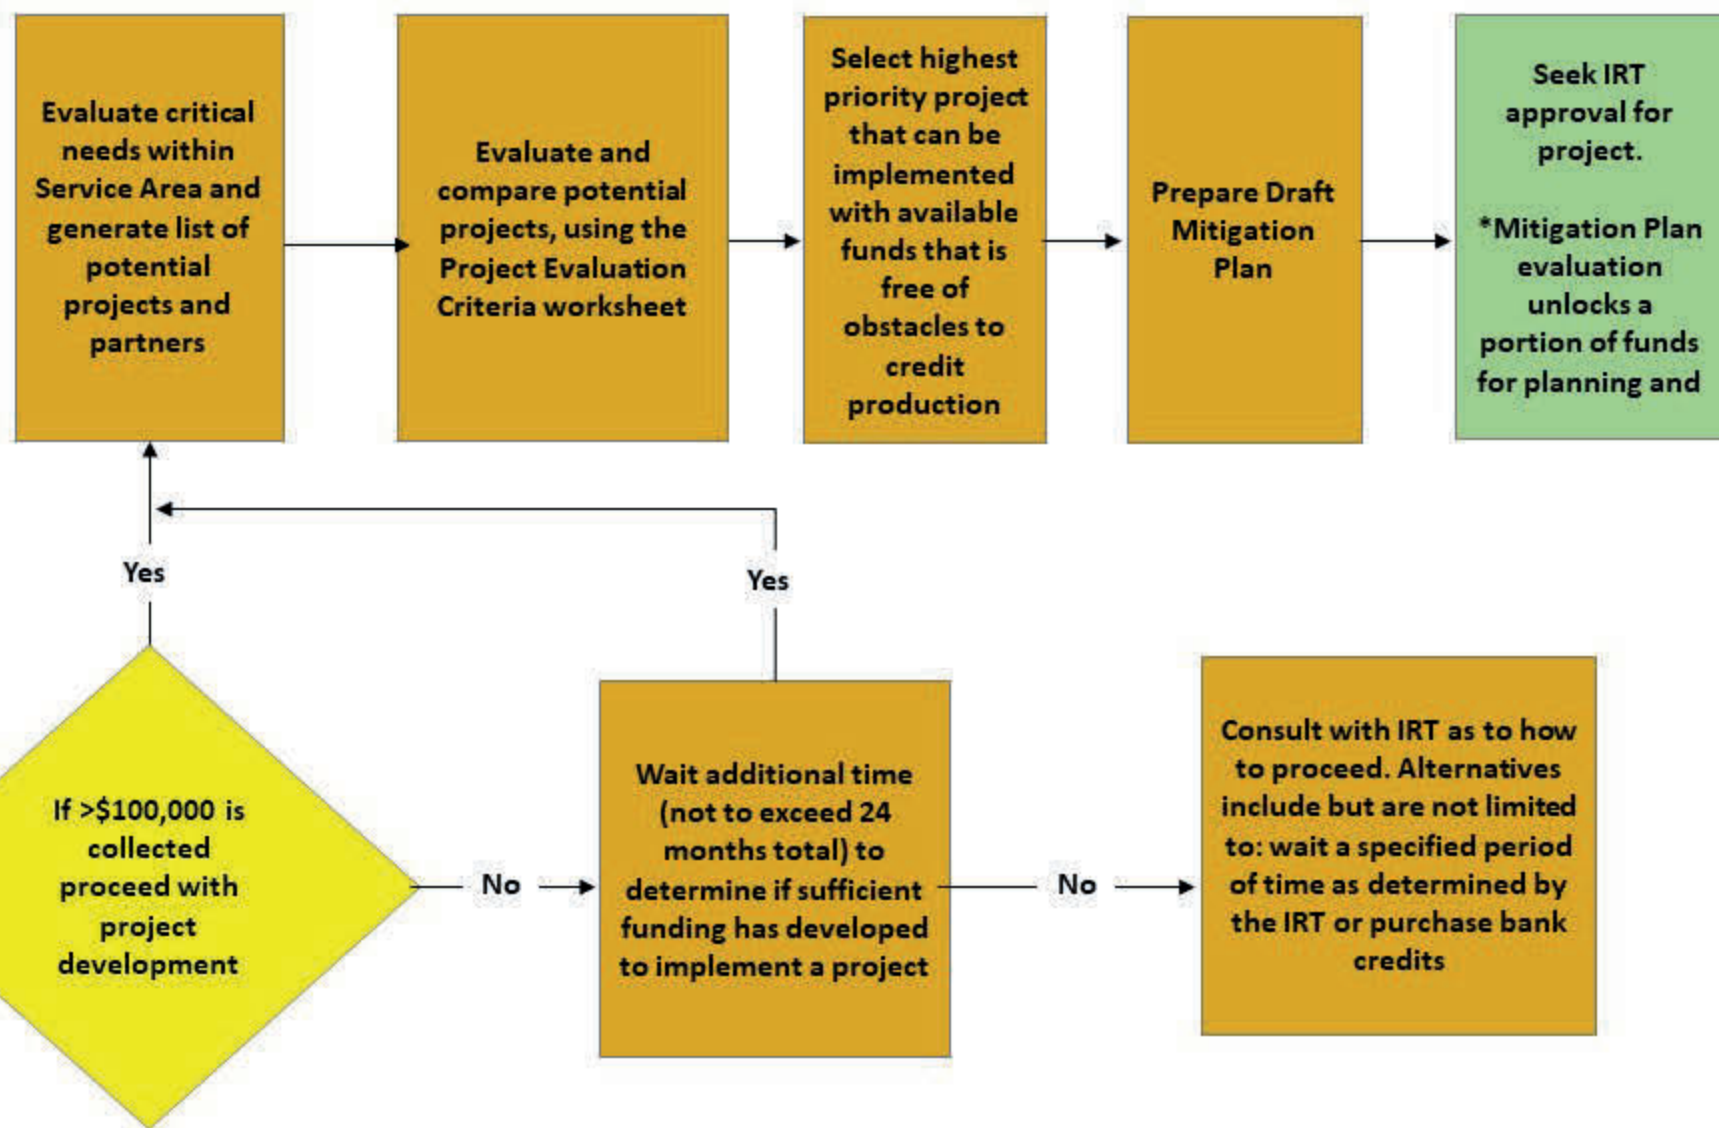 Evaluate critical
needs within
Service Area and
generate list of
potential
projects and
partners
Evaluate and
compare potential
projects, using the
Project Evaluation
Criteria worksheet
Select highest
priority project
that can be
implemented
with available
funds that is
free of
obstacles to
credit
production
Prepare Draft
Mitigation
Plan
Seek IRT
approval for
project.
*Mitigation Plan
evaluation
unlocks a
portion of funds
for planning and
Yes
Yes
If >$100,000 is
collected
proceed with
project
development
No
Wait additional time
(not to exceed 24
months total) to
determine if sufficient
funding has developed
to implement a project
No
Consult with IRT as to how
to proceed. Alternatives
include but are not limited
to: wait a specified period
of time as determined by
the IRT or purchase bank
credits